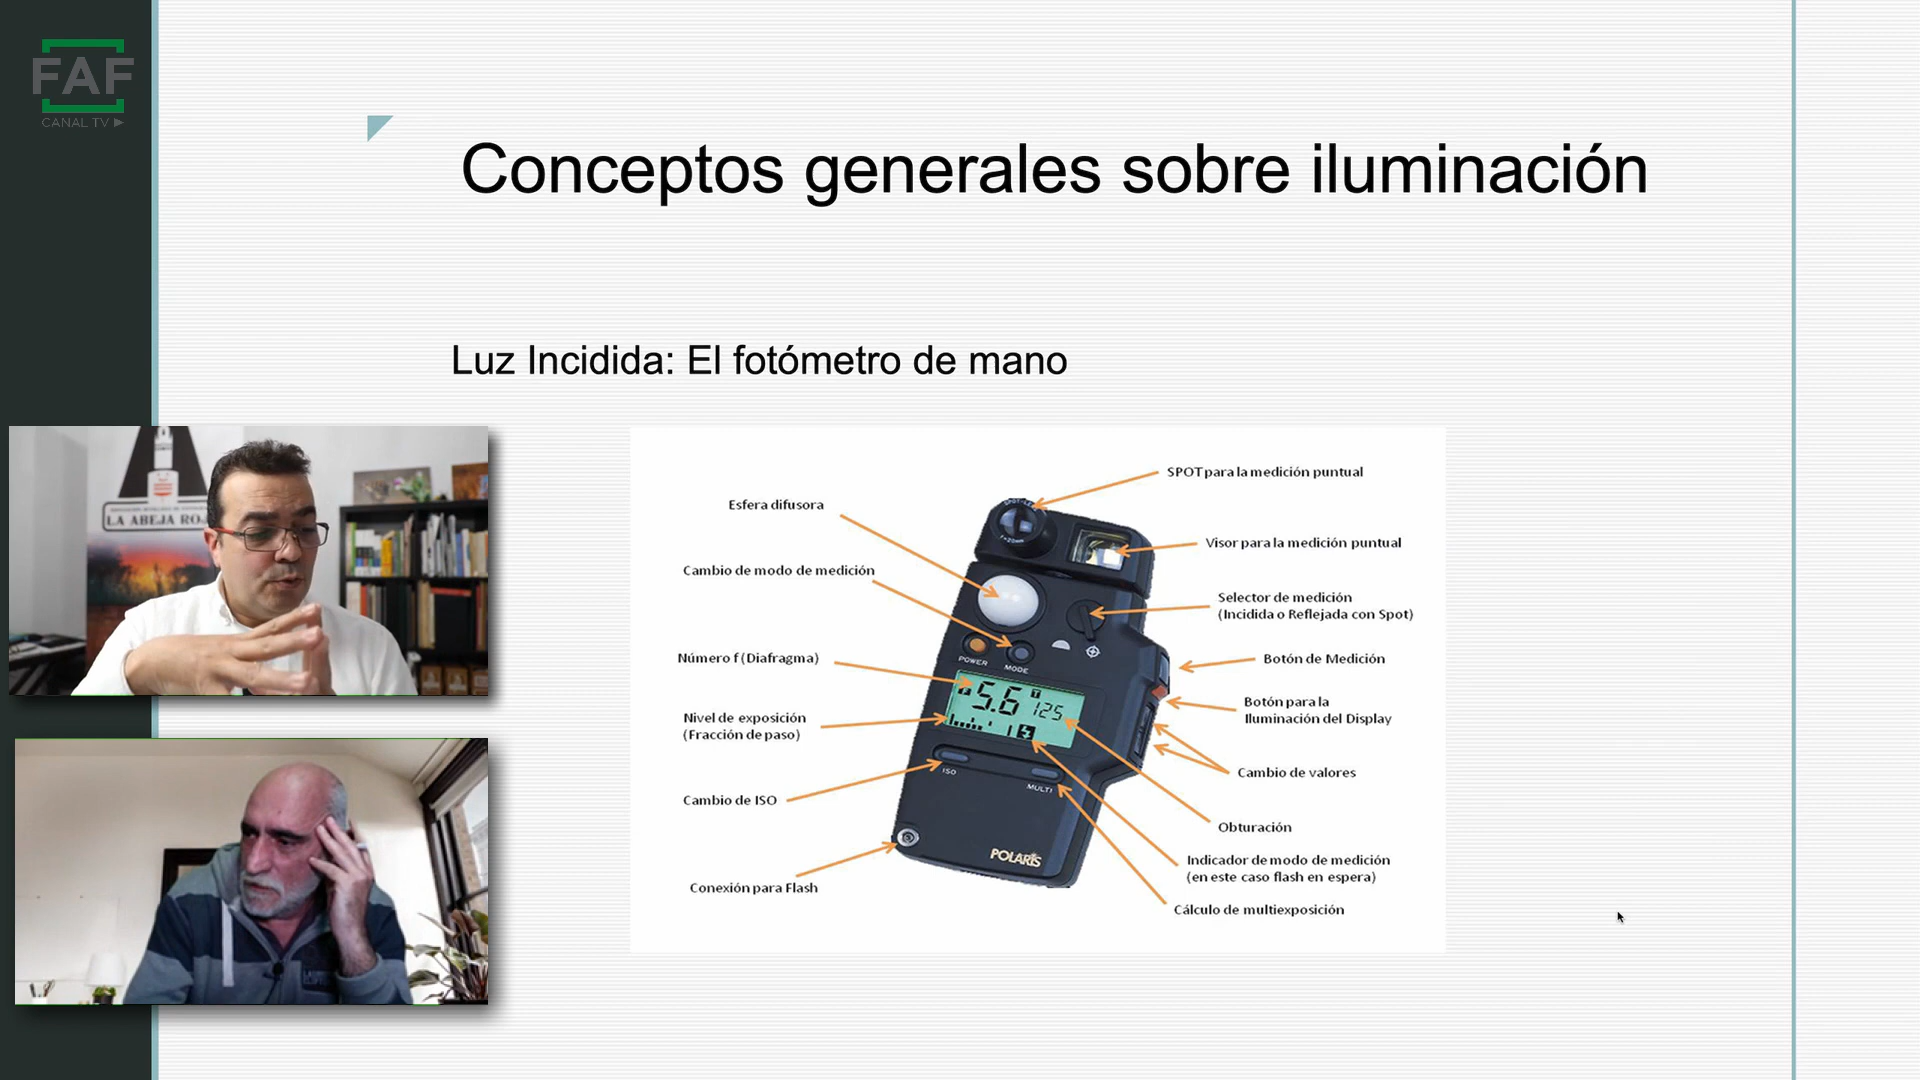 FAF
CANAL TV
Conceptos generales sobre iluminación
Luz Incidida: El fotómetro de mano
LA ABEJA ROJ
SPOT para la medición puntual
Esfera difusora
Visor para la medición puntual
Cambio de modo de medición
Selector de medición
(Incidida o Reflejada con Spot)
Número f (Diafragma)
Botón de Medición
Nivel de exposición
(Fracción de paso)
Botón para la
Iluminación del Display
Cambio de valores
Cambio de ISO
Obturación
Indicador de modo de medición
(en este caso flash en espera)
Conexión para Flash
Cálculo de multiexposición
POWER
MODE
5.6
125
ISO
MULTI
POLARIS